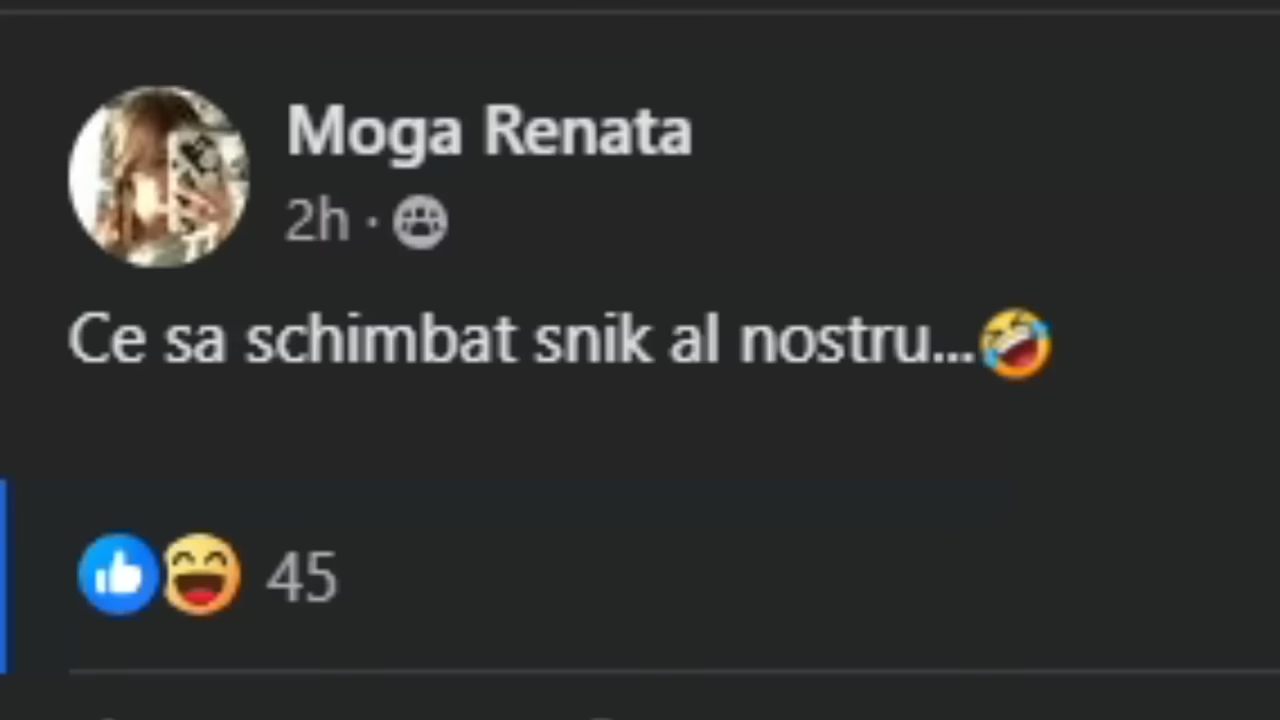 Moga Renata
2h ·
Ce sa schimbat snik al nostru...🤣
45